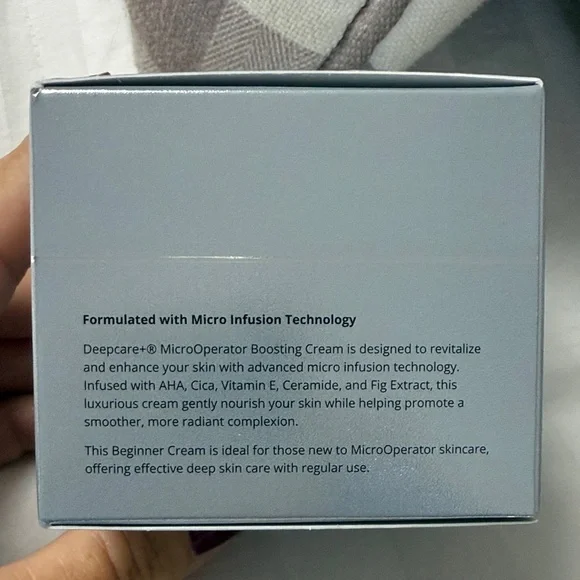 Formulated with Micro Infusion Technology
Deepcare+® MicroOperator Boosting Cream is designed to revitalize
and enhance your skin with advanced micro infusion technology.
Infused with AHA, Cica, Vitamin E, Ceramide, and Fig Extract, this
luxurious cream gently nourish your skin while helping promote a
smoother, more radiant complexion.
This Beginner Cream is ideal for those new to MicroOperator skincare,
offering effective deep skin care with regular use.